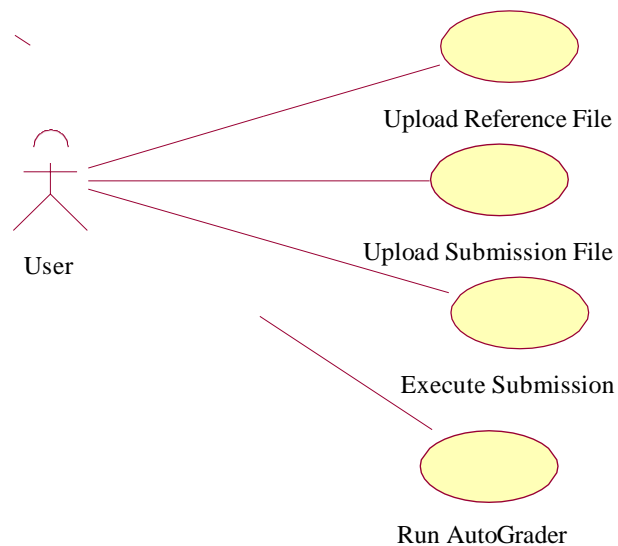 Upload Reference File
Upload Submission File
User
Execute Submission
Run AutoGrader